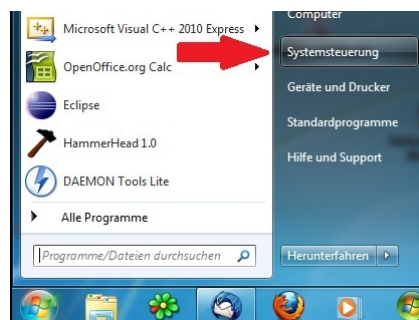 Microsoft Visual C++ 2010 Express
OpenOffice.org Calc
Eclipse
HammerHead 1.0
DAEMON Tools Lite
Alle Programme
Programme/Dateien durchsuchen
Computer
Systemsteuerung
Geräte und Drucker
Standardprogramme
Hilfe und Support
Herunterfahren